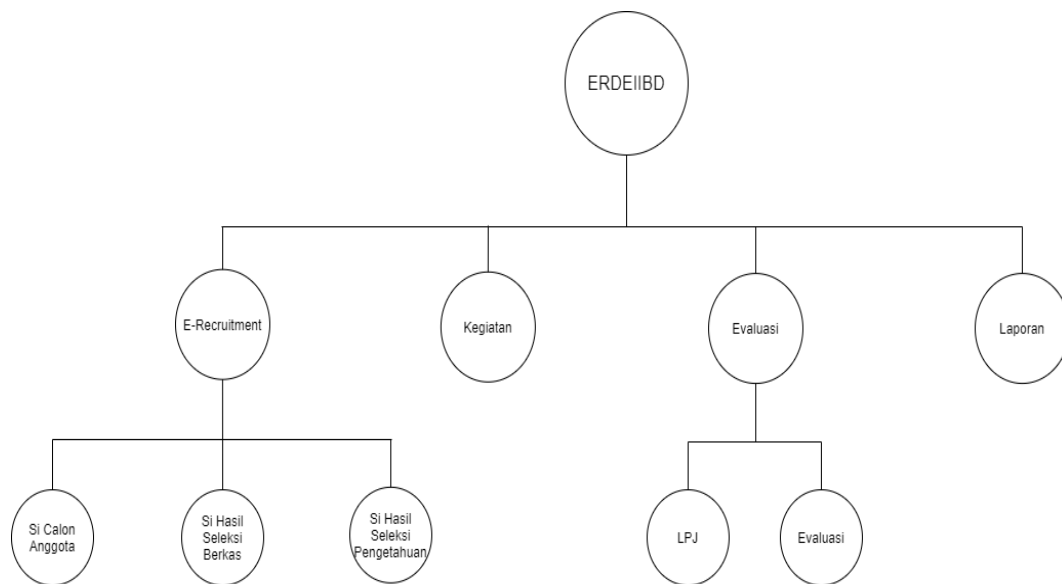 ERDEIIBD
E-Recruitment
Kegiatan
Evaluasi
Laporan
Si Calon
Anggota
Si Hasil
Seleksi
Berkas
Si Hasil
Seleksi
Pengetahuan
LPJ
Evaluasi